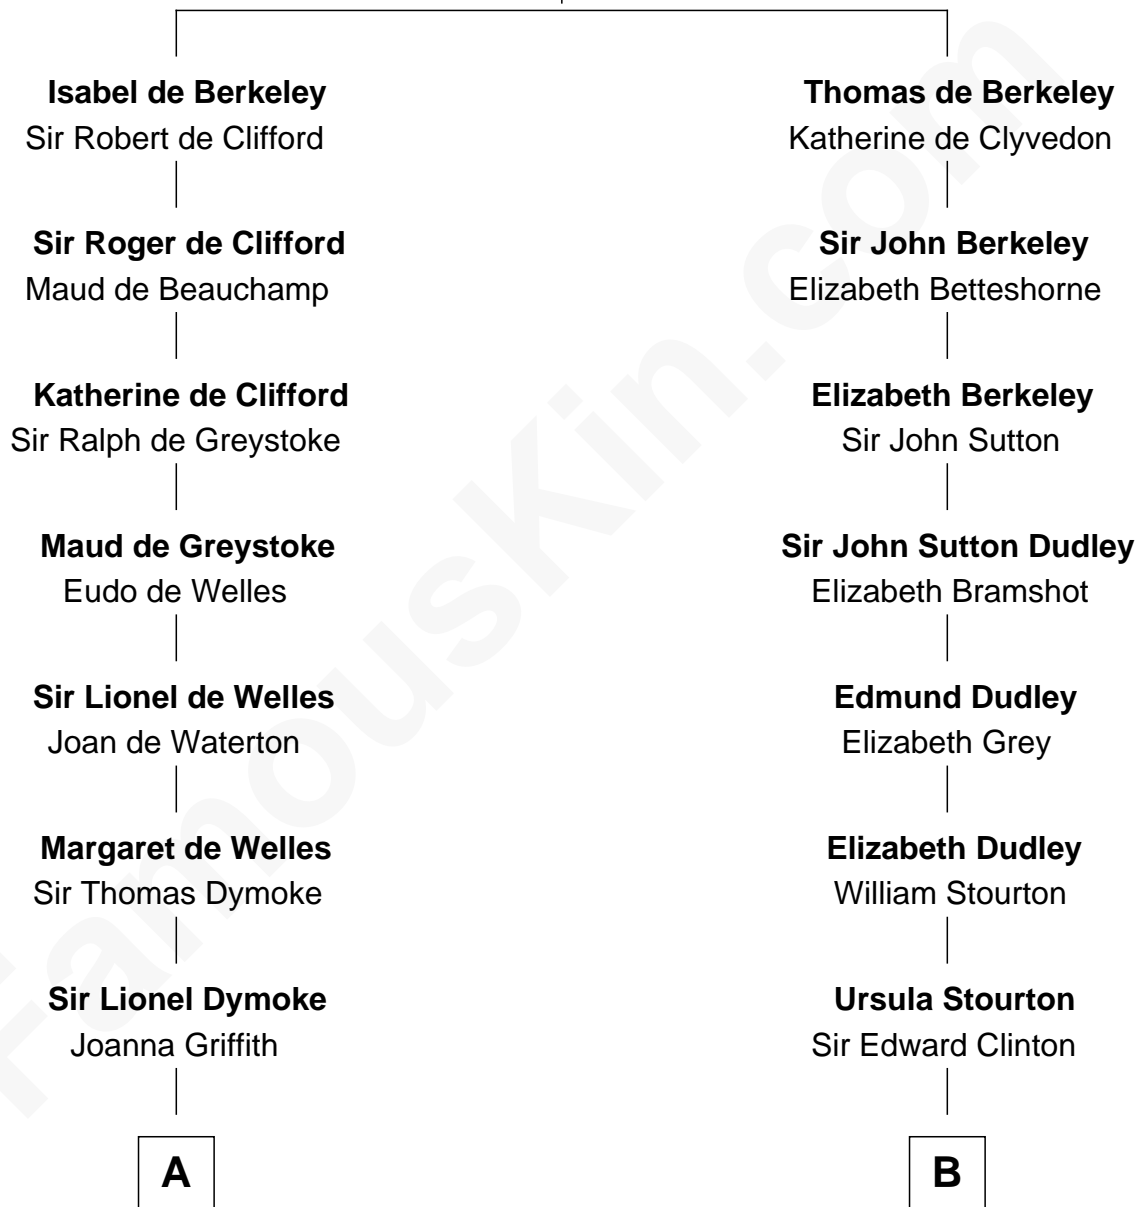 Isabel de Berkeley
Sir Robert de Clifford
Sir Roger de Clifford
Maud de Beauchamp
Katherine de Clifford
Sir Ralph de Greystoke
Maud de Greystoke
Eudo de Welles
Sir Lionel de Welles
Joan de Waterton
Margaret de Welles
Sir Thomas Dymoke
Sir Lionel Dymoke
Joanna Griffith
A
Thomas de Berkeley
Katherine de Clyvedon
Sir John Berkeley
Elizabeth Betteshorne
Elizabeth Berkeley
Sir John Sutton
Sir John Sutton Dudley
Elizabeth Bramshot
Edmund Dudley
Elizabeth Grey
Elizabeth Dudley
William Stourton
Ursula Stourton
Sir Edward Clinton
B
FamousKin.com